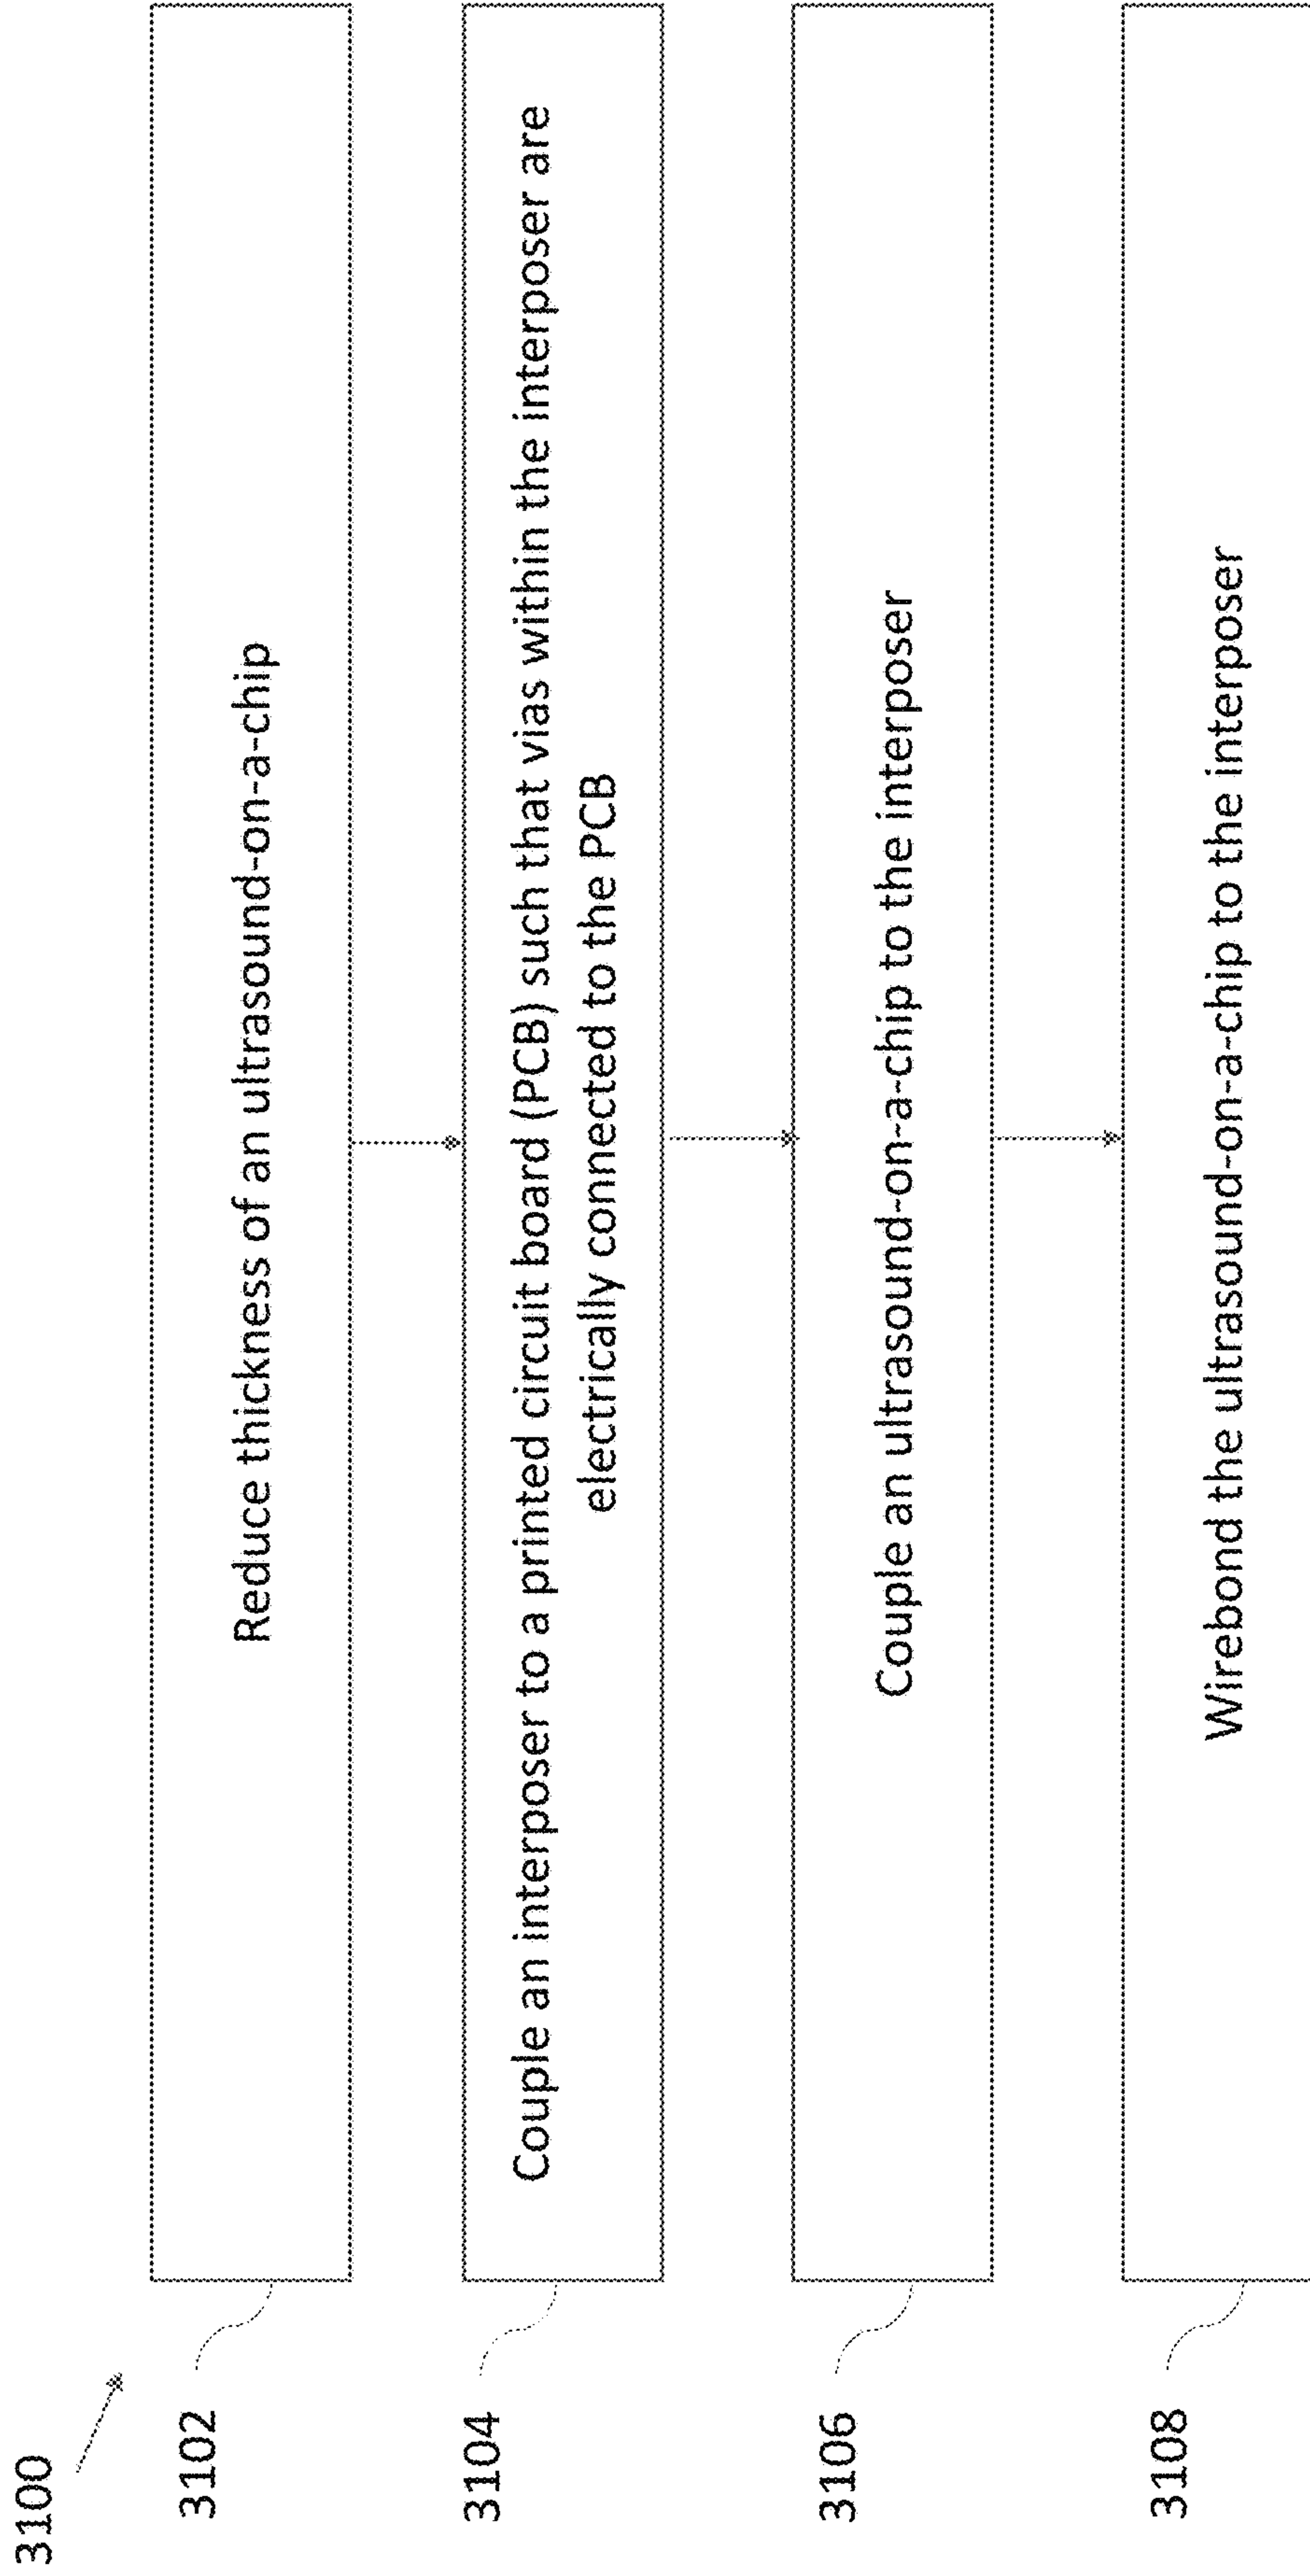 3100
3102
Reduce thickness of an ultrasound-on-a-chip
3104
Couple an interposer to a printed circuit board (PCB) such that vias within the interposer are
electrically connected to the PCB
3106
Couple an ultrasound-on-a-chip to the interposer
3108
Wirebond the ultrasound-on-a-chip to the interposer